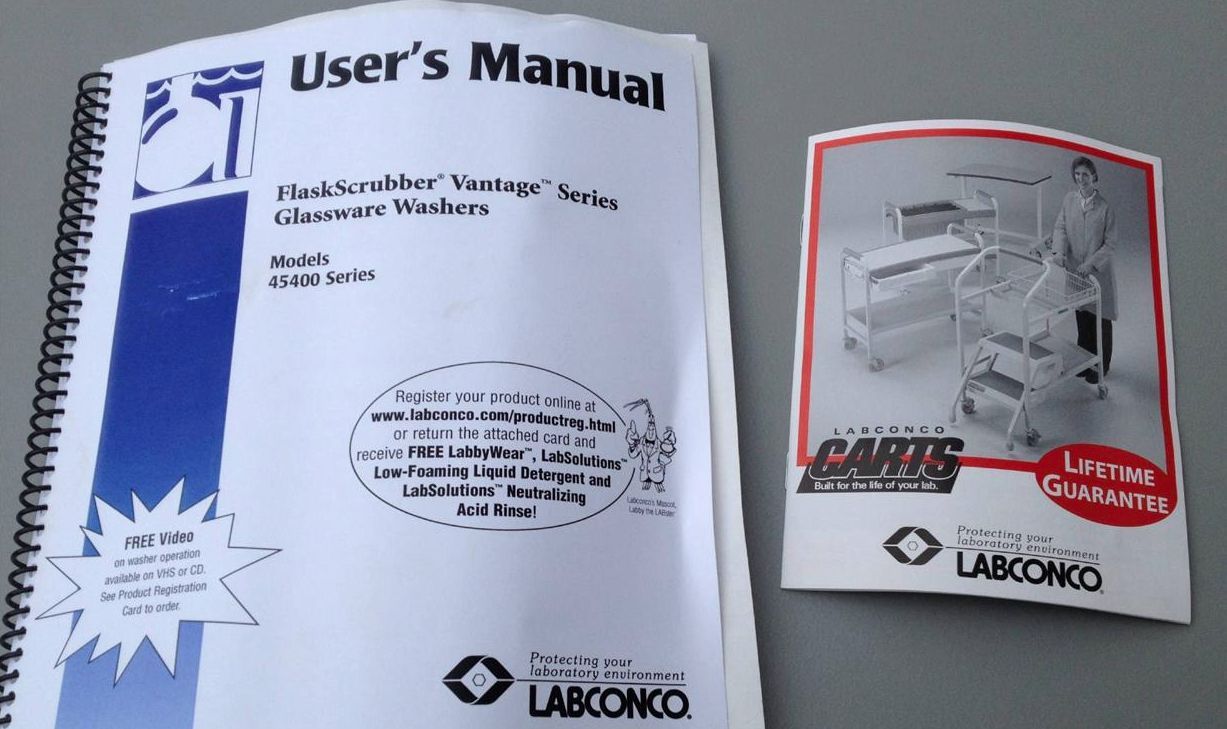 User's Manual
FlaskScrubber® Vantage™ Series
Glassware Washers
Models
45400 Series
Register your product online at
www.labconco.com/productreg.html
or return the attached card and
receive FREE LabbyWear™, LabSolutions™
Low-Foaming Liquid Detergent and
LabSolutions™ Neutralizing
Acid Rinse!
Labconco's Mascot,
Labby the LABster
FREE Video
on washer operation
available on VHS or CD.
See Product Registration
Card to order.
Protecting your
laboratory environment
LABCONCO®
LABCONCO
CARTS
Built for the life of your lab.
LIFETIME
GUARANTEE
Protecting your
laboratory environment
LABCONCO®